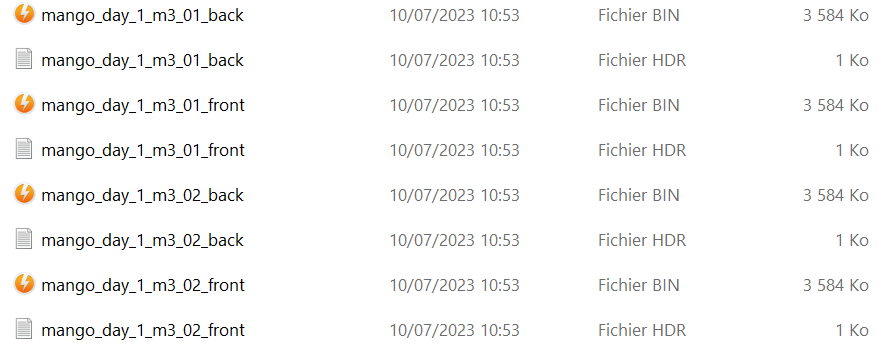 mango_day_1_m3_01_back 10/07/2023 10:53 Fichier BIN 3 584 Ko
mango_day_1_m3_01_back 10/07/2023 10:53 Fichier HDR 1 Ko
mango_day_1_m3_01_front 10/07/2023 10:53 Fichier BIN 3 584 Ko
mango_day_1_m3_01_front 10/07/2023 10:53 Fichier HDR 1 Ko
mango_day_1_m3_02_back 10/07/2023 10:53 Fichier BIN 3 584 Ko
mango_day_1_m3_02_back 10/07/2023 10:53 Fichier HDR 1 Ko
mango_day_1_m3_02_front 10/07/2023 10:53 Fichier BIN 3 584 Ko
mango_day_1_m3_02_front 10/07/2023 10:53 Fichier HDR 1 Ko